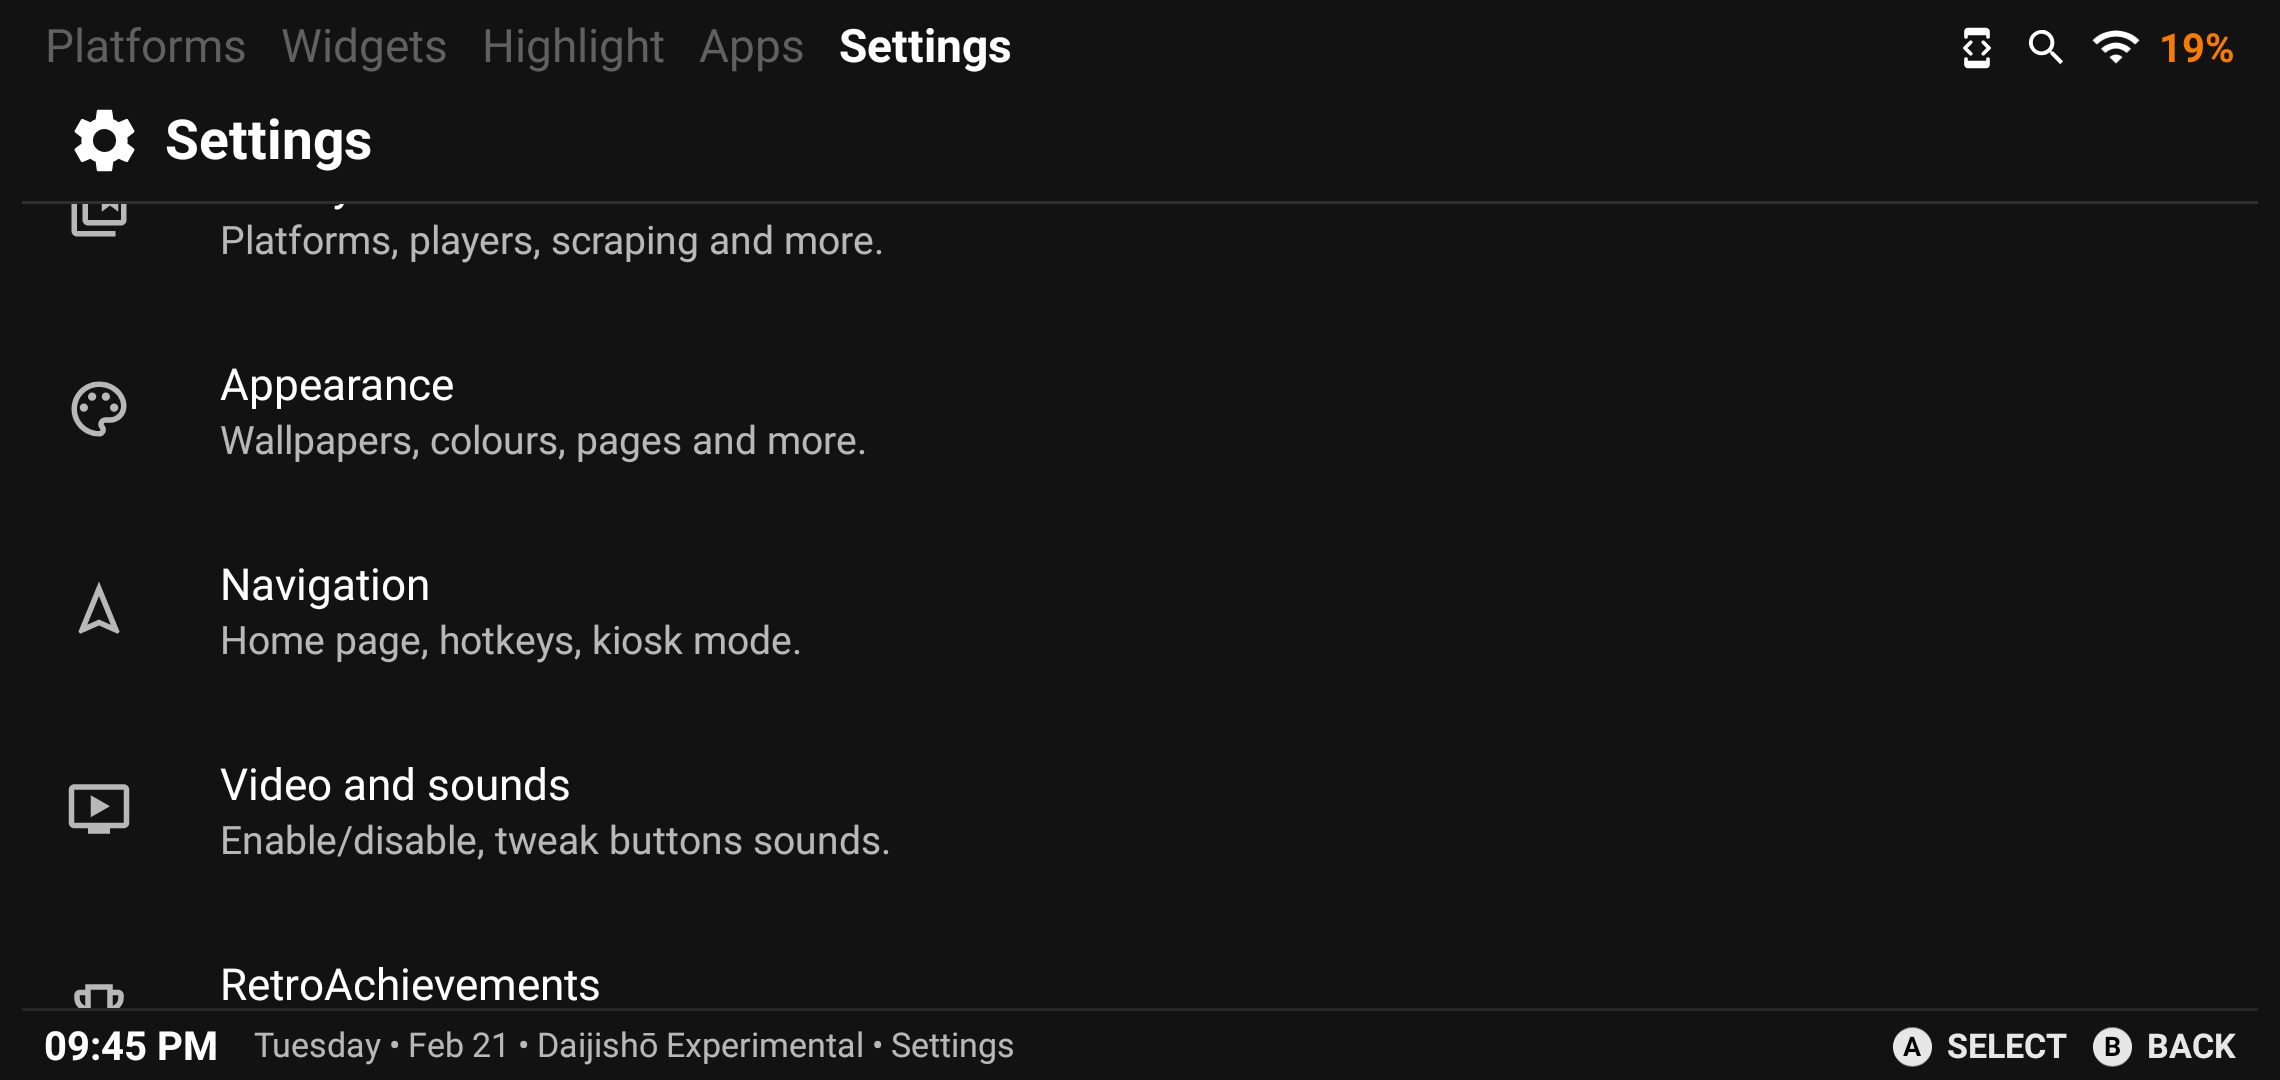 Platforms Widgets Highlight Apps Settings 19%
Settings
Platforms, players, scraping and more.
Appearance
Wallpapers, colours, pages and more.
Navigation
Home page, hotkeys, kiosk mode.
Video and sounds
Enable/disable, tweak buttons sounds.
RetroAchievements
09:45 PM Tuesday • Feb 21 • Daijishō Experimental • Settings A SELECT B BACK